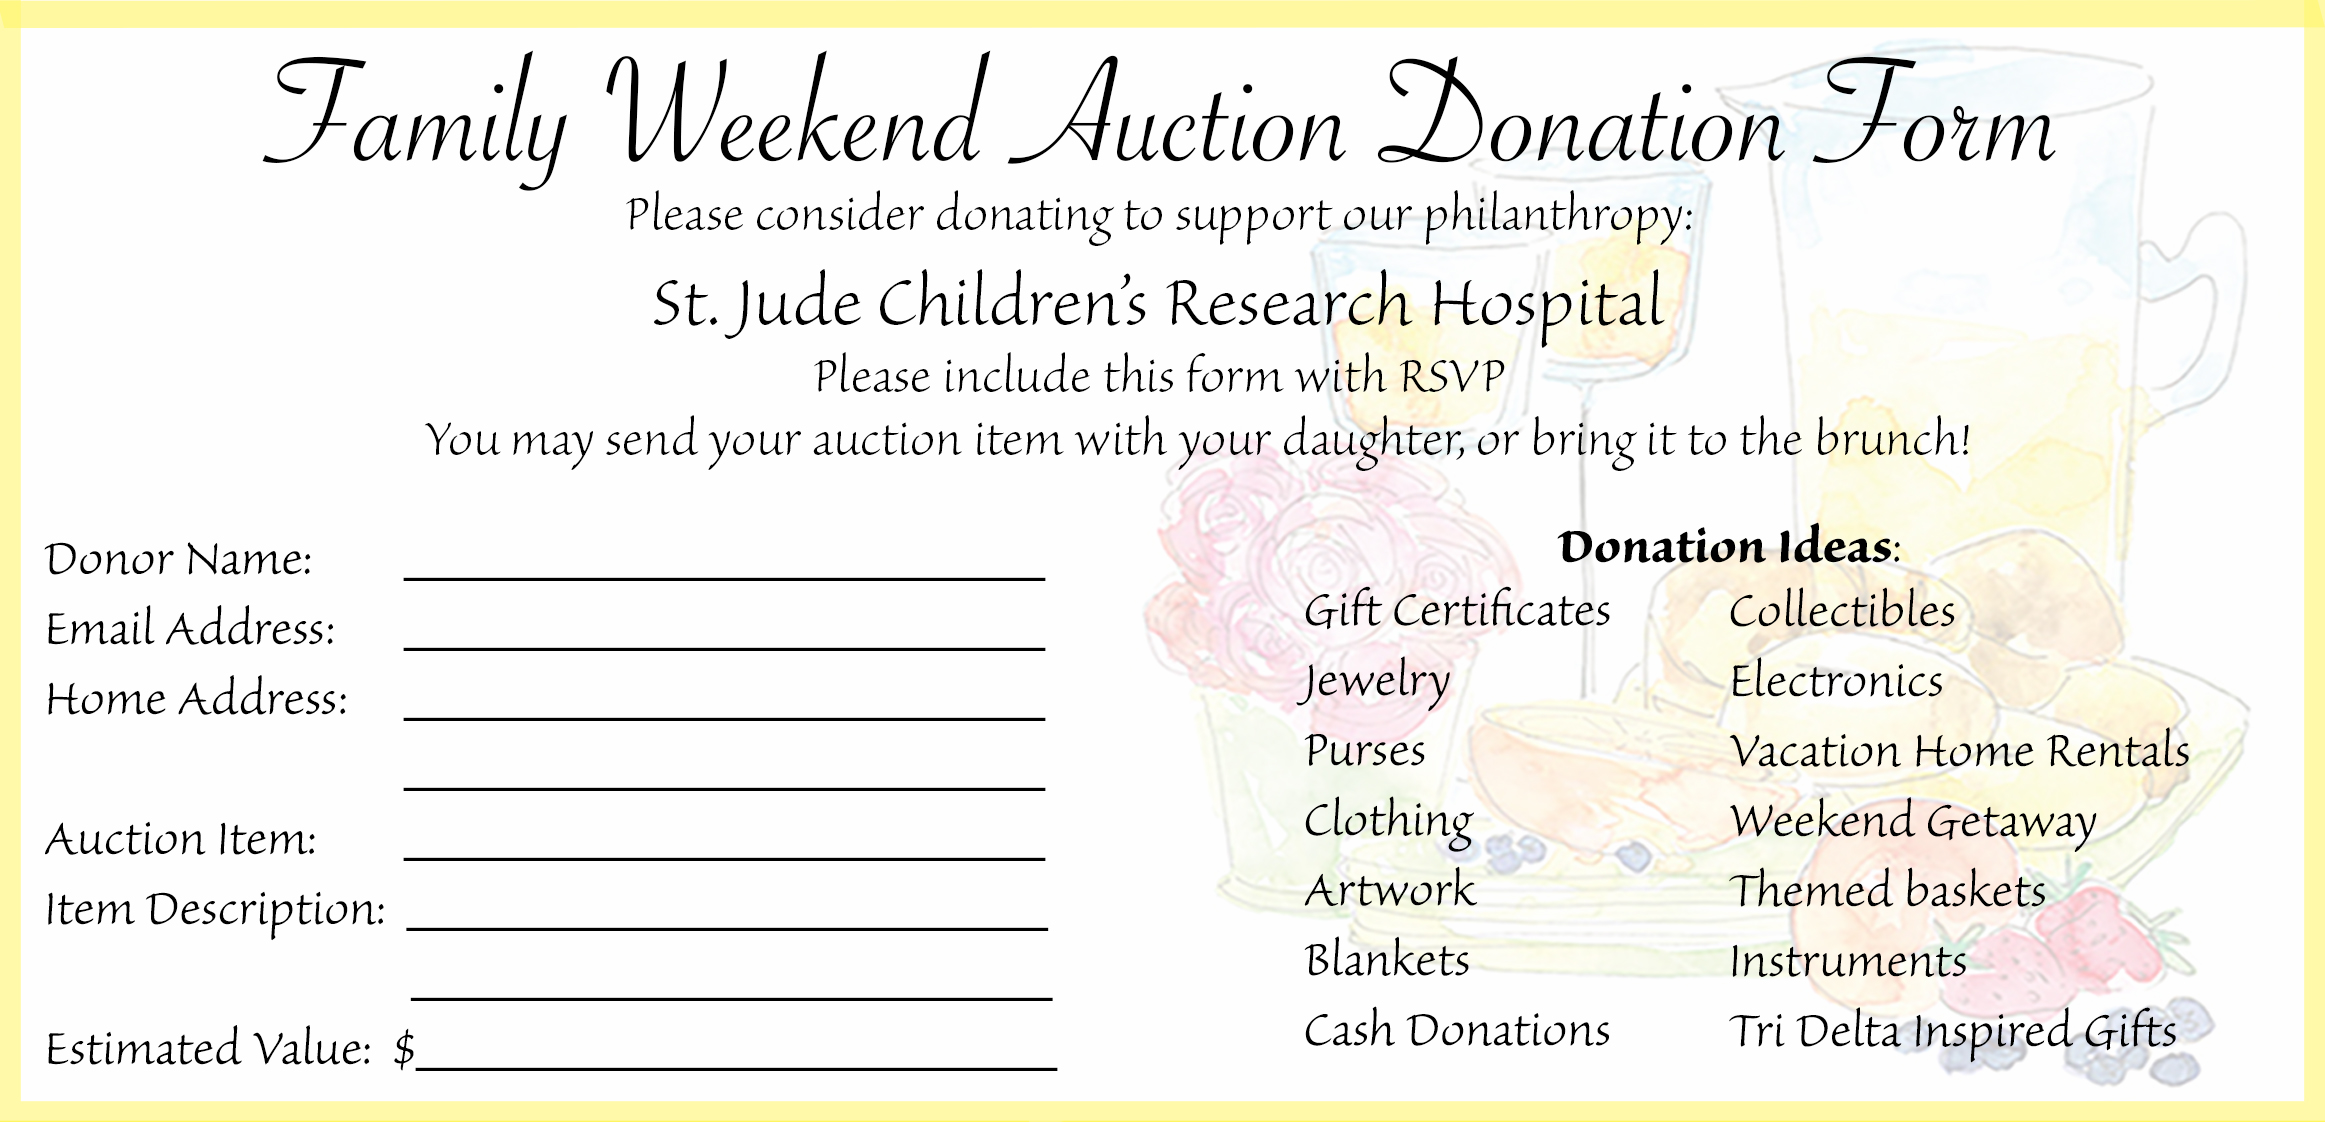 Family Weekend Auction Donation Form
Please consider donating to support our philanthropy:
St. Jude Children's Research Hospital
Please include this form with RSVP
You may send your auction item with your daughter, or bring it to the brunch!
Donor Name:
Email Address:
Home Address:
Auction Item:
Item Description:
Estimated Value: $
Donation Ideas:
Gift Certificates
Jewelry
Purses
Clothing
Artwork
Blankets
Cash Donations
Collectibles
Electronics
Vacation Home Rentals
Weekend Getaway
Themed baskets
Instruments
Tri Delta Inspired Gifts